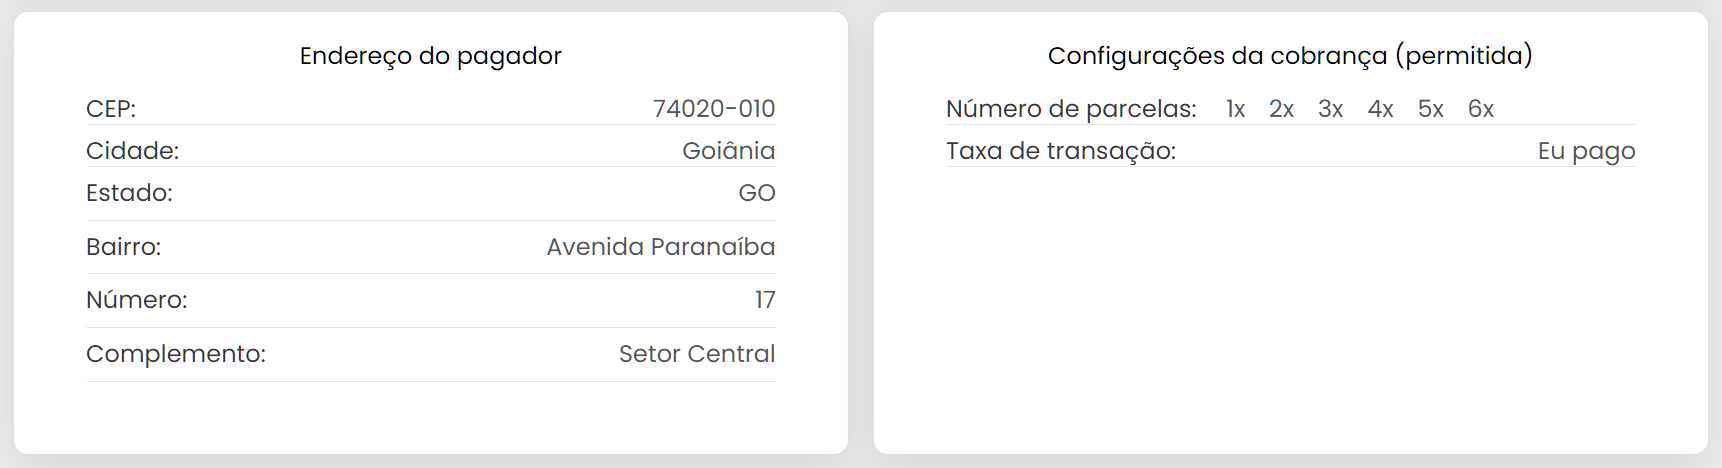 Endereço do pagador
CEP: 74020-010
Cidade: Goiânia
Estado: GO
Bairro: Avenida Paranaíba
Número: 17
Complemento: Setor Central
Configurações da cobrança (permitida)
Número de parcelas: 1x 2x 3x 4x 5x 6x
Taxa de transação: Eu pago